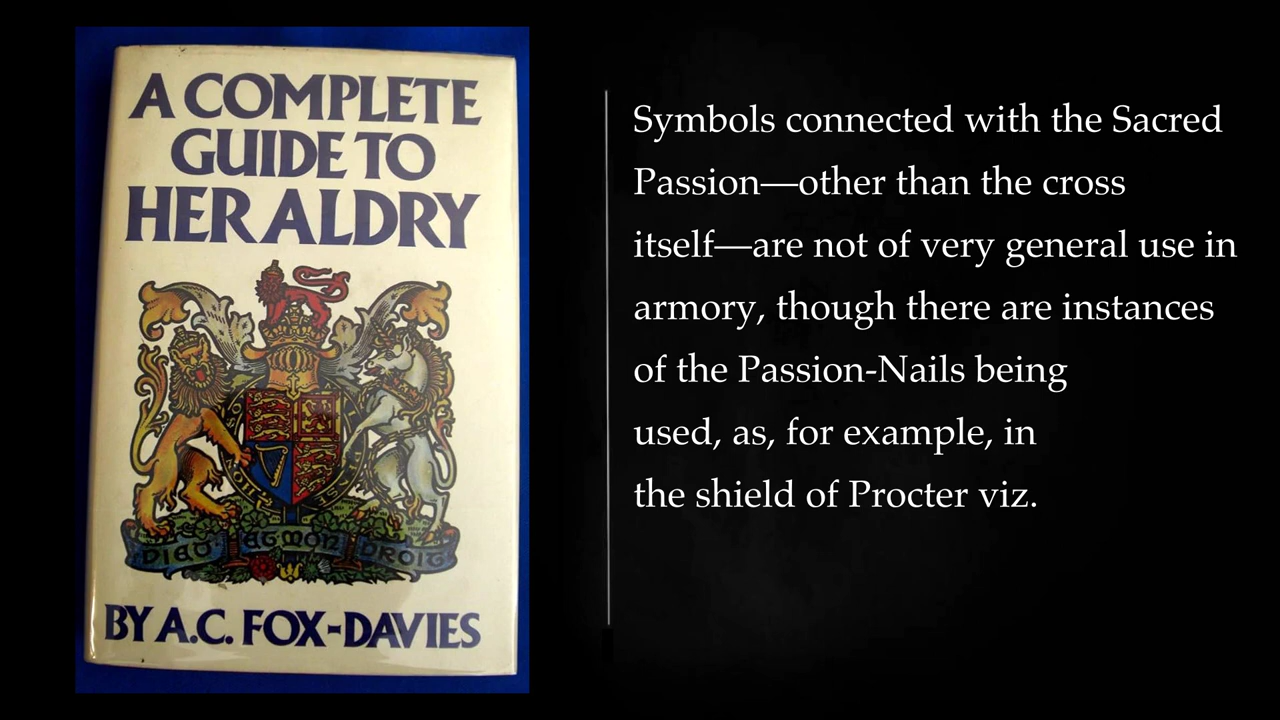 A COMPLETE
GUIDE TO
HERALDRY
DIEU ET MON DROIT
BY A.C. FOX-DAVIES
Symbols connected with the Sacred
Passion—other than the cross
itself—are not of very general use in
armory, though there are instances
of the Passion-Nails being
used, as, for example, in
the shield of Procter viz.